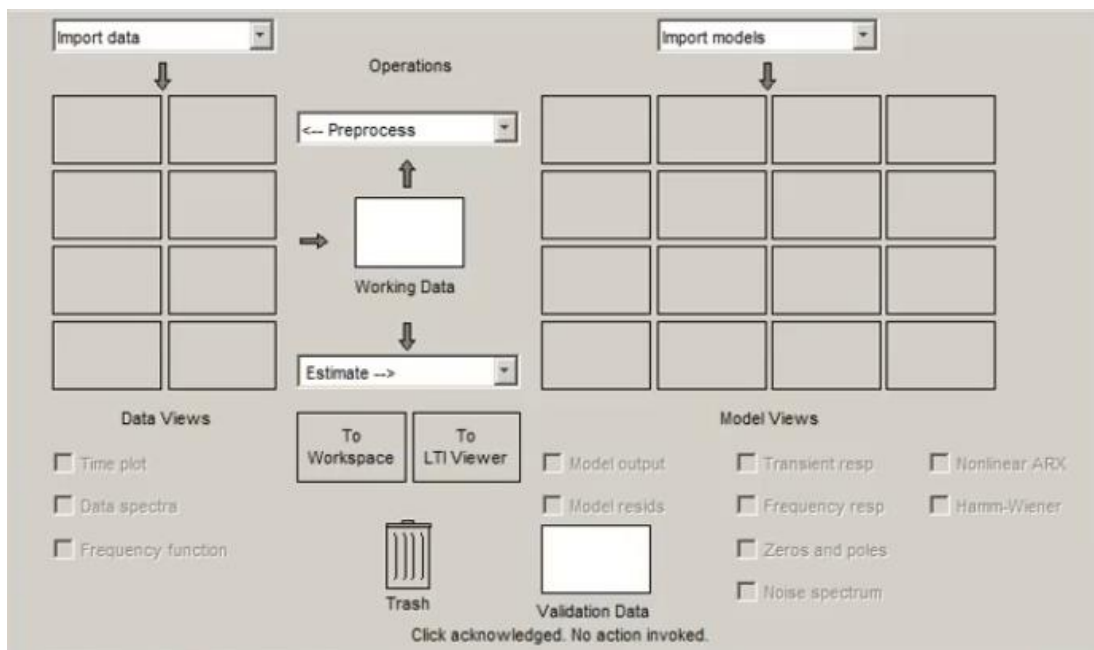 Import data
Import models
Operations
<-- Preprocess
Working Data
Estimate -->
Data Views
To Workspace
To LTI Viewer
Model Views
Time plot
Data spectra
Frequency function
Model output
Model resids
Transient resp
Frequency resp
Zeros and poles
Noise spectrum
Nonlinear ARX
Hamm-Wiener
Trash
Validation Data
Click acknowledged. No action invoked.